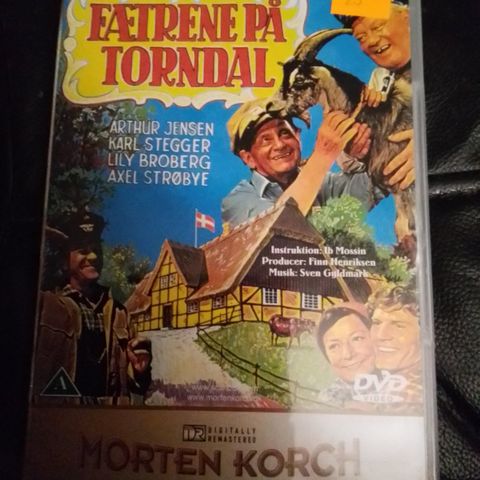 FÆTRENE PÅ
TORNDAL
ARTHUR JENSEN
KARL STEGGER
LILY BROBERG
AXEL STRØBYE
Instruktion: Ib Mossin
Producer: Finn Henriksen
Musik: Sven Gyldmark
A
DVD
VIDEO
DIGITALLY
REMASTERED
MORTEN KORCH